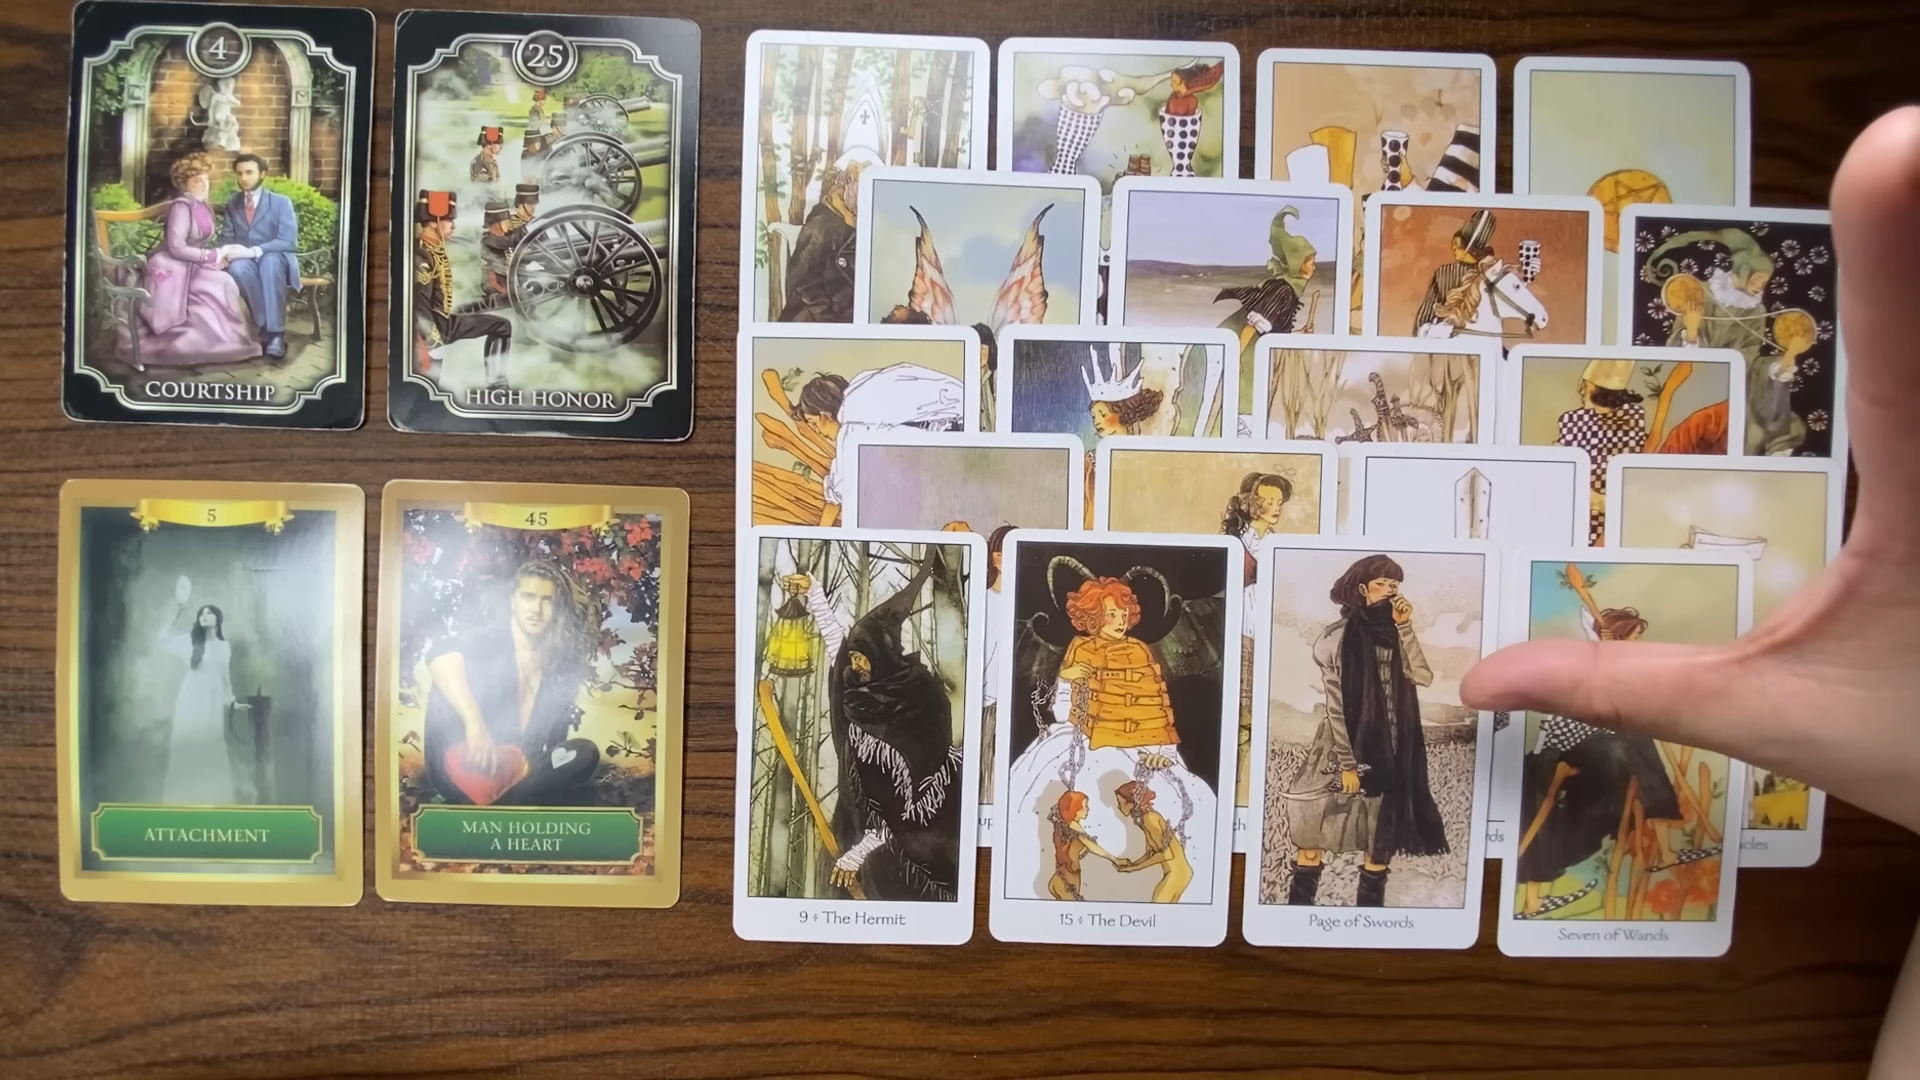 4
COURTSHIP
25
HIGH HONOR
5
ATTACHMENT
45
MAN HOLDING
A HEART
9 The Hermit
15 The Devil
Page of Swords
Seven of Wands